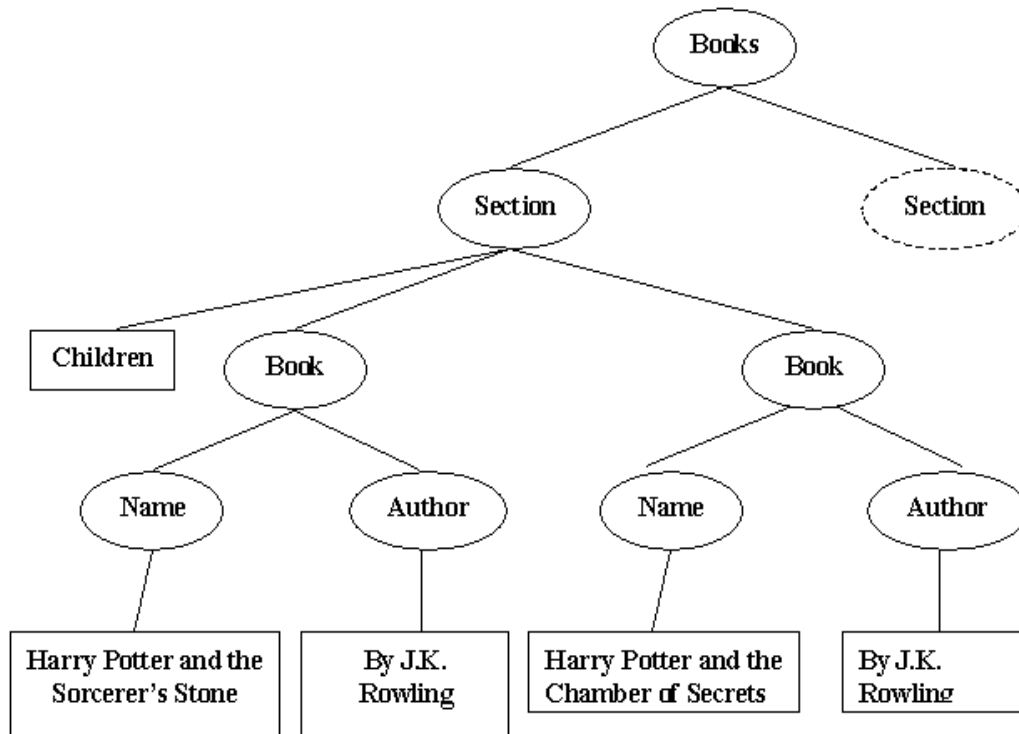 Books
Section
Section
Children
Book
Book
Name
Author
Name
Author
Harry Potter and the
Sorcerer's Stone
By J.K.
Rowling
Harry Potter and the
Chamber of Secrets
By J.K.
Rowling